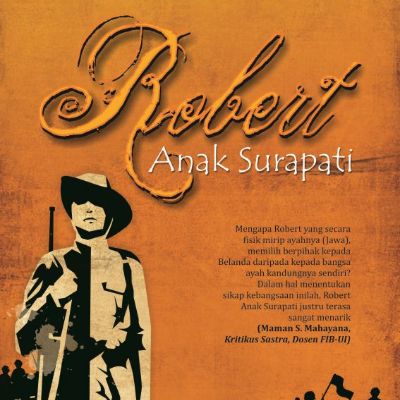 Robert
Anak Surapati
Mengapa Robert yang secara
fisik mirip ayahnya (Jawa),
memilih berpihak kepada
Belanda daripada kepada bangsa
ayah kandungnya sendiri?
Dalam hal menentukan
sikap kebangsaan inilah, Robert
Anak Surapati justru terasa
sangat menarik
(Maman S. Mahayana,
Kritikus Sastra, Dosen FIB-UI)